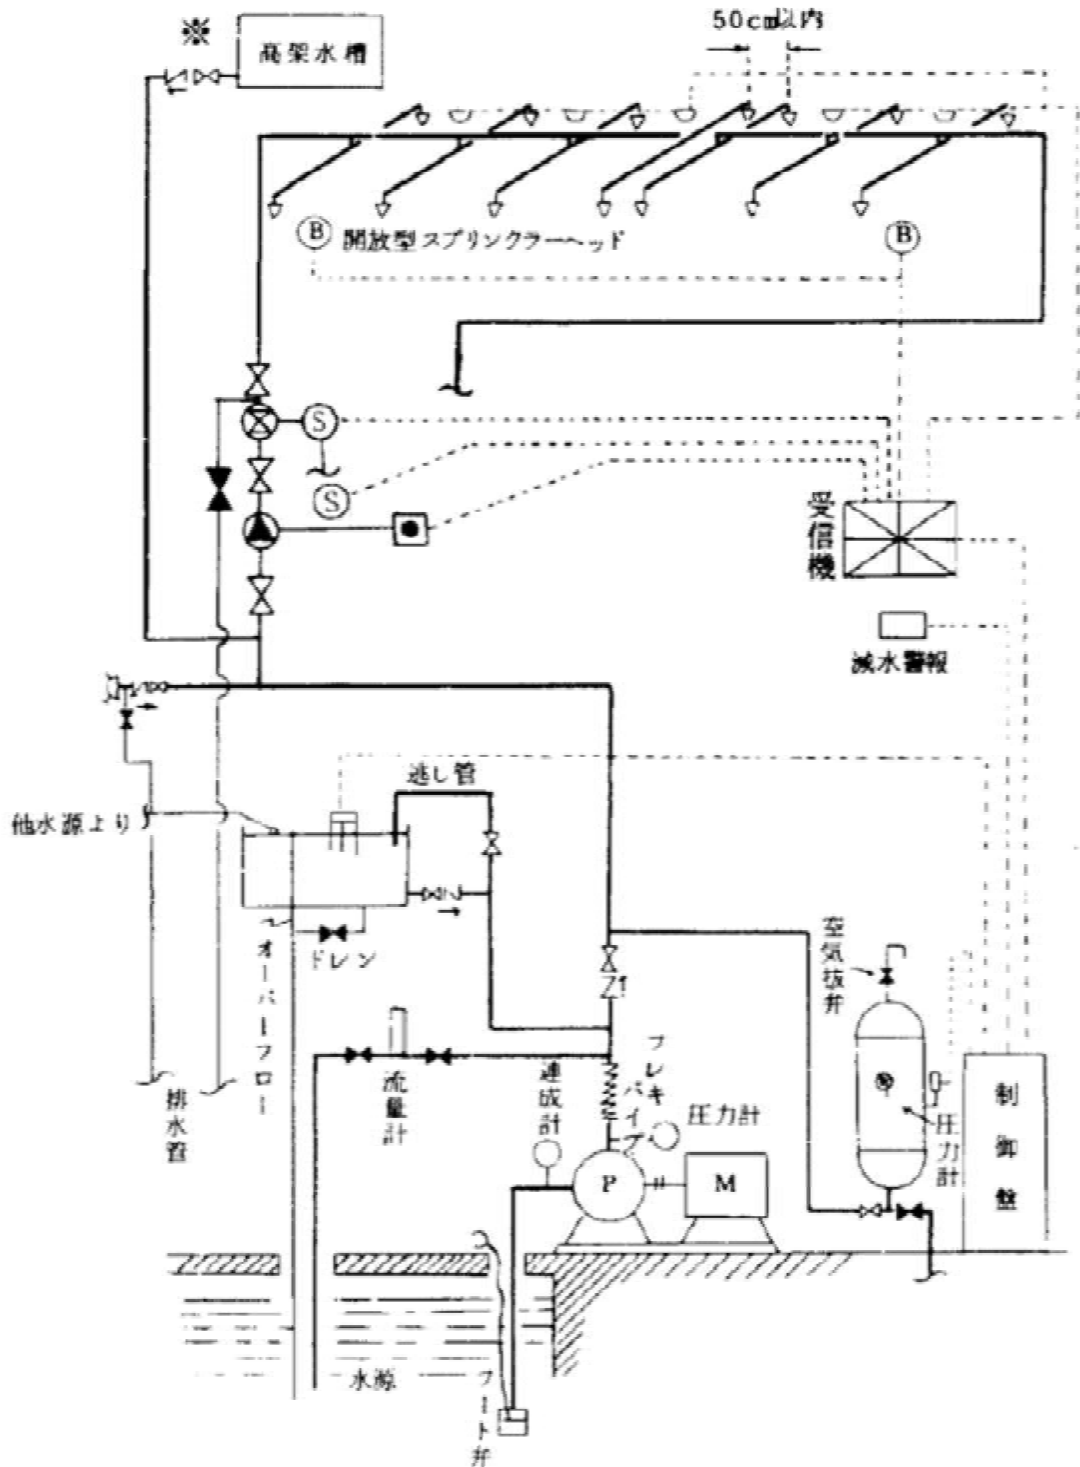 ※
高架水槽
50cm以内
B
開放型スプリンクラーヘッド
B
S
S
受信機
減水警報
逃し管
他水源より
ドレン
オーバーフロー
空気抜弁
流量計
連成計
フレキ
パイプ
圧力計
排水管
P
M
圧力計
制御盤
水源
フート弁